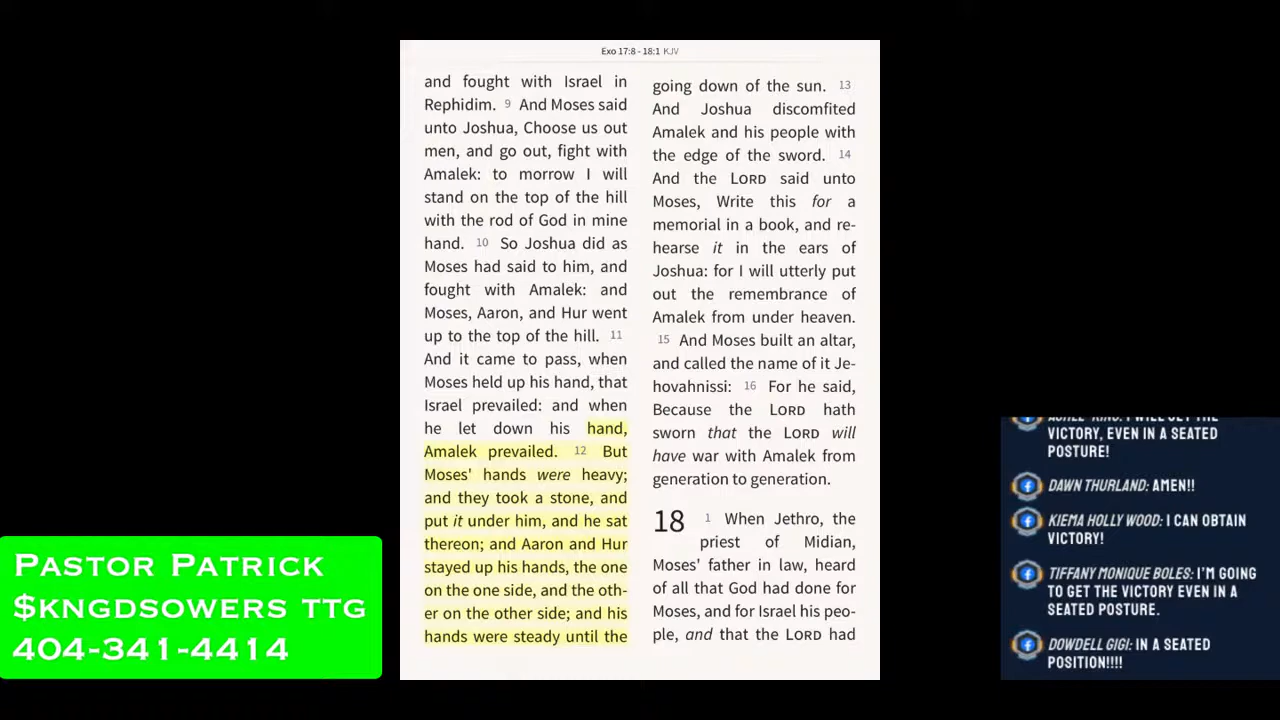 Exo 17:8 - 18:1 KJV
and fought with Israel in
Rephidim. 9 And Moses said
unto Joshua, Choose us out
men, and go out, fight with
Amalek: to morrow I will
stand on the top of the hill
with the rod of God in mine
hand. 10 So Joshua did as
Moses had said to him, and
fought with Amalek: and
Moses, Aaron, and Hur went
up to the top of the hill. 11
And it came to pass, when
Moses held up his hand, that
Israel prevailed: and when
he let down his hand,
Amalek prevailed. 12 But
Moses' hands were heavy;
and they took a stone, and
put it under him, and he sat
thereon; and Aaron and Hur
stayed up his hands, the one
on the one side, and the oth-
er on the other side; and his
hands were steady until the
going down of the sun. 13
And Joshua discomfited
Amalek and his people with
the edge of the sword. 14
And the LORD said unto
Moses, Write this for a
memorial in a book, and re-
hearse it in the ears of
Joshua: for I will utterly put
out the remembrance of
Amalek from under heaven.
15 And Moses built an altar,
and called the name of it Je-
hovahnissi: 16 For he said,
Because the LORD hath
sworn that the LORD will
have war with Amalek from
generation to generation.
18 1 When Jethro, the
priest of Midian,
Moses' father in law, heard
of all that God had done for
Moses, and for Israel his peo-
ple, and that the LORD had
PASTOR PATRICK
$KNGDSOWERS TTG
404-341-4414
VICTORY, EVEN IN A SEATED
POSTURE!
DAWN THURLAND: AMEN!!
KIEMA HOLLY WOOD: I CAN OBTAIN
VICTORY!
TIFFANY MONIQUE BOLES: I'M GOING
TO GET THE VICTORY EVEN IN A
SEATED POSTURE.
DOWDELL GIGI: IN A SEATED
POSITION!!!!